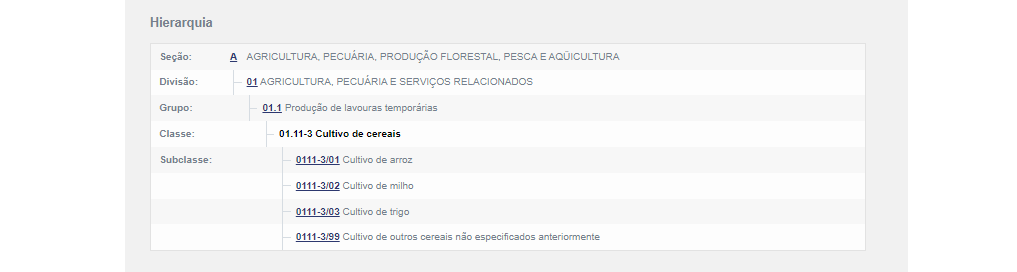 Hierarquia
Seção: A AGRICULTURA, PECUÁRIA, PRODUÇÃO FLORESTAL, PESCA E AQÜICULTURA
Divisão: 01 AGRICULTURA, PECUÁRIA E SERVIÇOS RELACIONADOS
Grupo: 01.1 Produção de lavouras temporárias
Classe: 01.11-3 Cultivo de cereais
Subclasse: 0111-3/01 Cultivo de arroz
0111-3/02 Cultivo de milho
0111-3/03 Cultivo de trigo
0111-3/99 Cultivo de outros cereais não especificados anteriormente